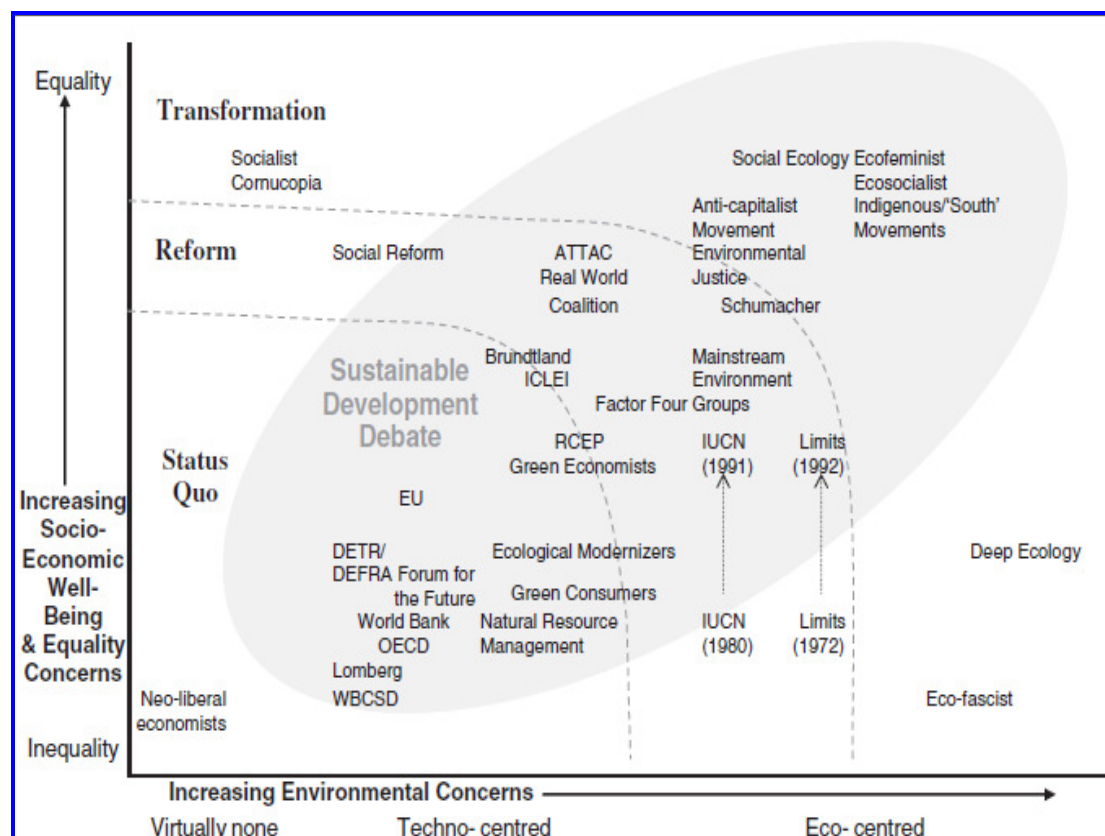 Equality
Transformation
Socialist
Cornucopia
Social Ecology Ecofeminist
Ecosocialist
Anti-capitalist Indigenous/'South'
Movement Movements
Reform Social Reform ATTAC Environmental
Real World Justice
Coalition Schumacher
Brundtland Mainstream
ICLEI Environment
Sustainable
Development
Debate
Factor Four Groups
Status
Quo
RCEP IUCN Limits
Green Economists (1991) (1992)
EU
Increasing
Socio-
Economic
Well-
Being
& Equality
Concerns
DETR/ Ecological Modernizers Deep Ecology
DEFRA Forum for
the Future Green Consumers
World Bank Natural Resource IUCN Limits
OECD Management (1980) (1972)
Lomberg
Neo-liberal WBCSD Eco-fascist
economists
Inequality
Increasing Environmental Concerns
Virtually none Techno- centred Eco- centred